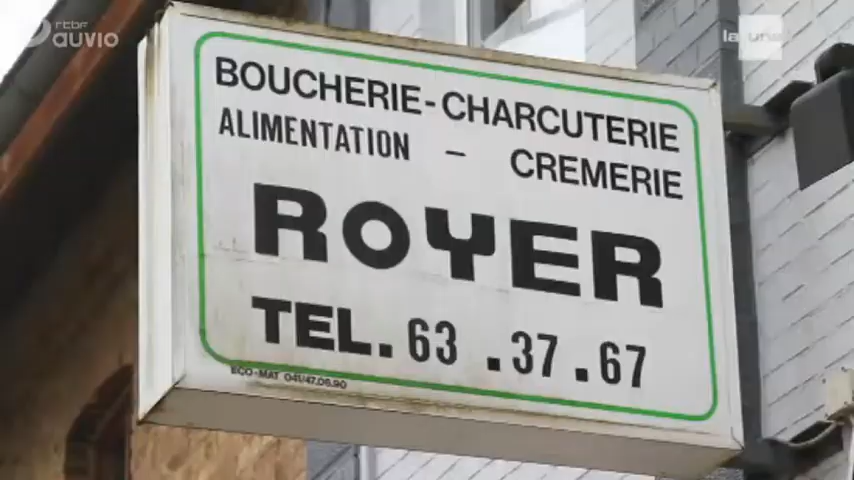 rtbf
auvio
la une
BOUCHERIE-CHARCUTERIE
ALIMENTATION - CREMERIE
ROYER
TEL. 63.37.67
ECO-MAT 041/47.06.90